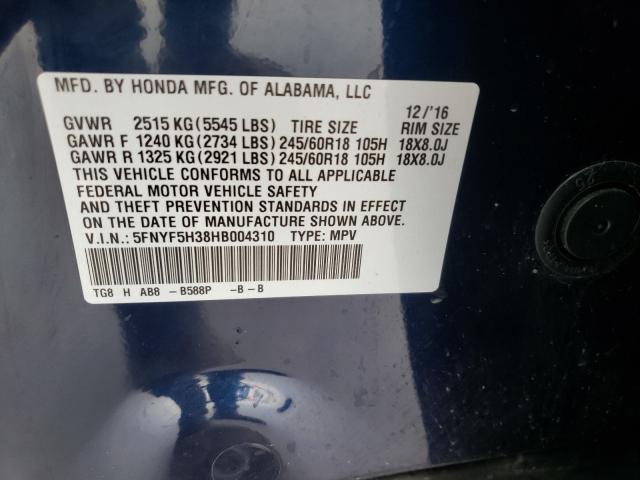 MFD. BY HONDA MFG. OF ALABAMA, LLC
12/'16
GVWR 2515 KG (5545 LBS) TIRE SIZE RIM SIZE
GAWR F 1240 KG (2734 LBS) 245/60R18 105H 18X8.0J
GAWR R 1325 KG (2921 LBS) 245/60R18 105H 18X8.0J
THIS VEHICLE CONFORMS TO ALL APPLICABLE
FEDERAL MOTOR VEHICLE SAFETY
AND THEFT PREVENTION STANDARDS IN EFFECT
ON THE DATE OF MANUFACTURE SHOWN ABOVE.
V.I.N.: 5FNYF5H38HB004310 TYPE: MPV
TG8 H AB8 - B588P - B - B